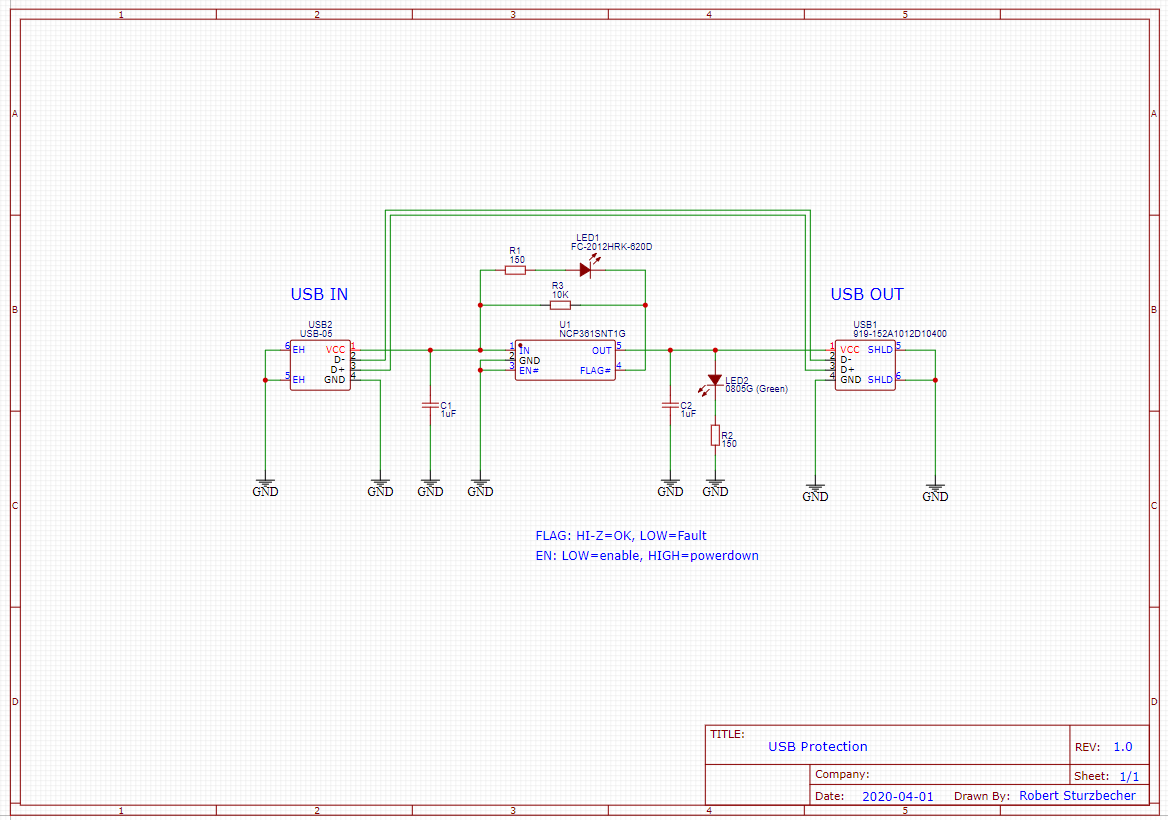 1 2 3 4 5
A A
LED1
FC-2012HRK-620D
R1
150
R3
10K
USB IN
USB OUT
B B
USB2
USB-05
U1
NCP361SNT1G
USB1
919-152A1012D10400
6 EH VCC 1
D- 2
D+ 3
5 EH GND 4
1 IN OUT 5
2 GND
3 EN# FLAG# 4
1 VCC SHLD 5
2 D-
3 D+
4 GND SHLD 6
LED2
0805G (Green)
C1
1uF
C2
1uF
R2
150
GND GND GND GND GND GND GND GND
C C
FLAG: HI-Z=OK, LOW=Fault
EN: LOW=enable, HIGH=powerdown
D D
TITLE:
USB Protection
REV: 1.0
Company:
Sheet: 1/1
Date: 2020-04-01 Drawn By: Robert Sturzbecher
1 2 3 4 5